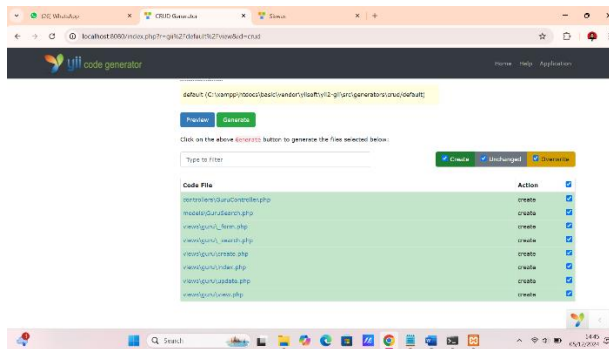 (20) WhatsApp
CRUD Generator
Siswa
localhost:8080/index.php?r=gii%2Fdefault%2Fview&id=crud
yii code generator
Home Help Application
default (C:\xampp\htdocs\basic\vendor\yiisoft\yii2-gii\src\generators\crud/default)
Preview Generate
Click on the above Generate button to generate the files selected below:
Type to filter
Create Unchanged Overwrite
Code File Action
controllers\GuruController.php create
models\GuruSearch.php create
views\guru\_form.php create
views\guru\_search.php create
views\guru\create.php create
views\guru\index.php create
views\guru\update.php create
views\guru\view.php create
Search
14:45